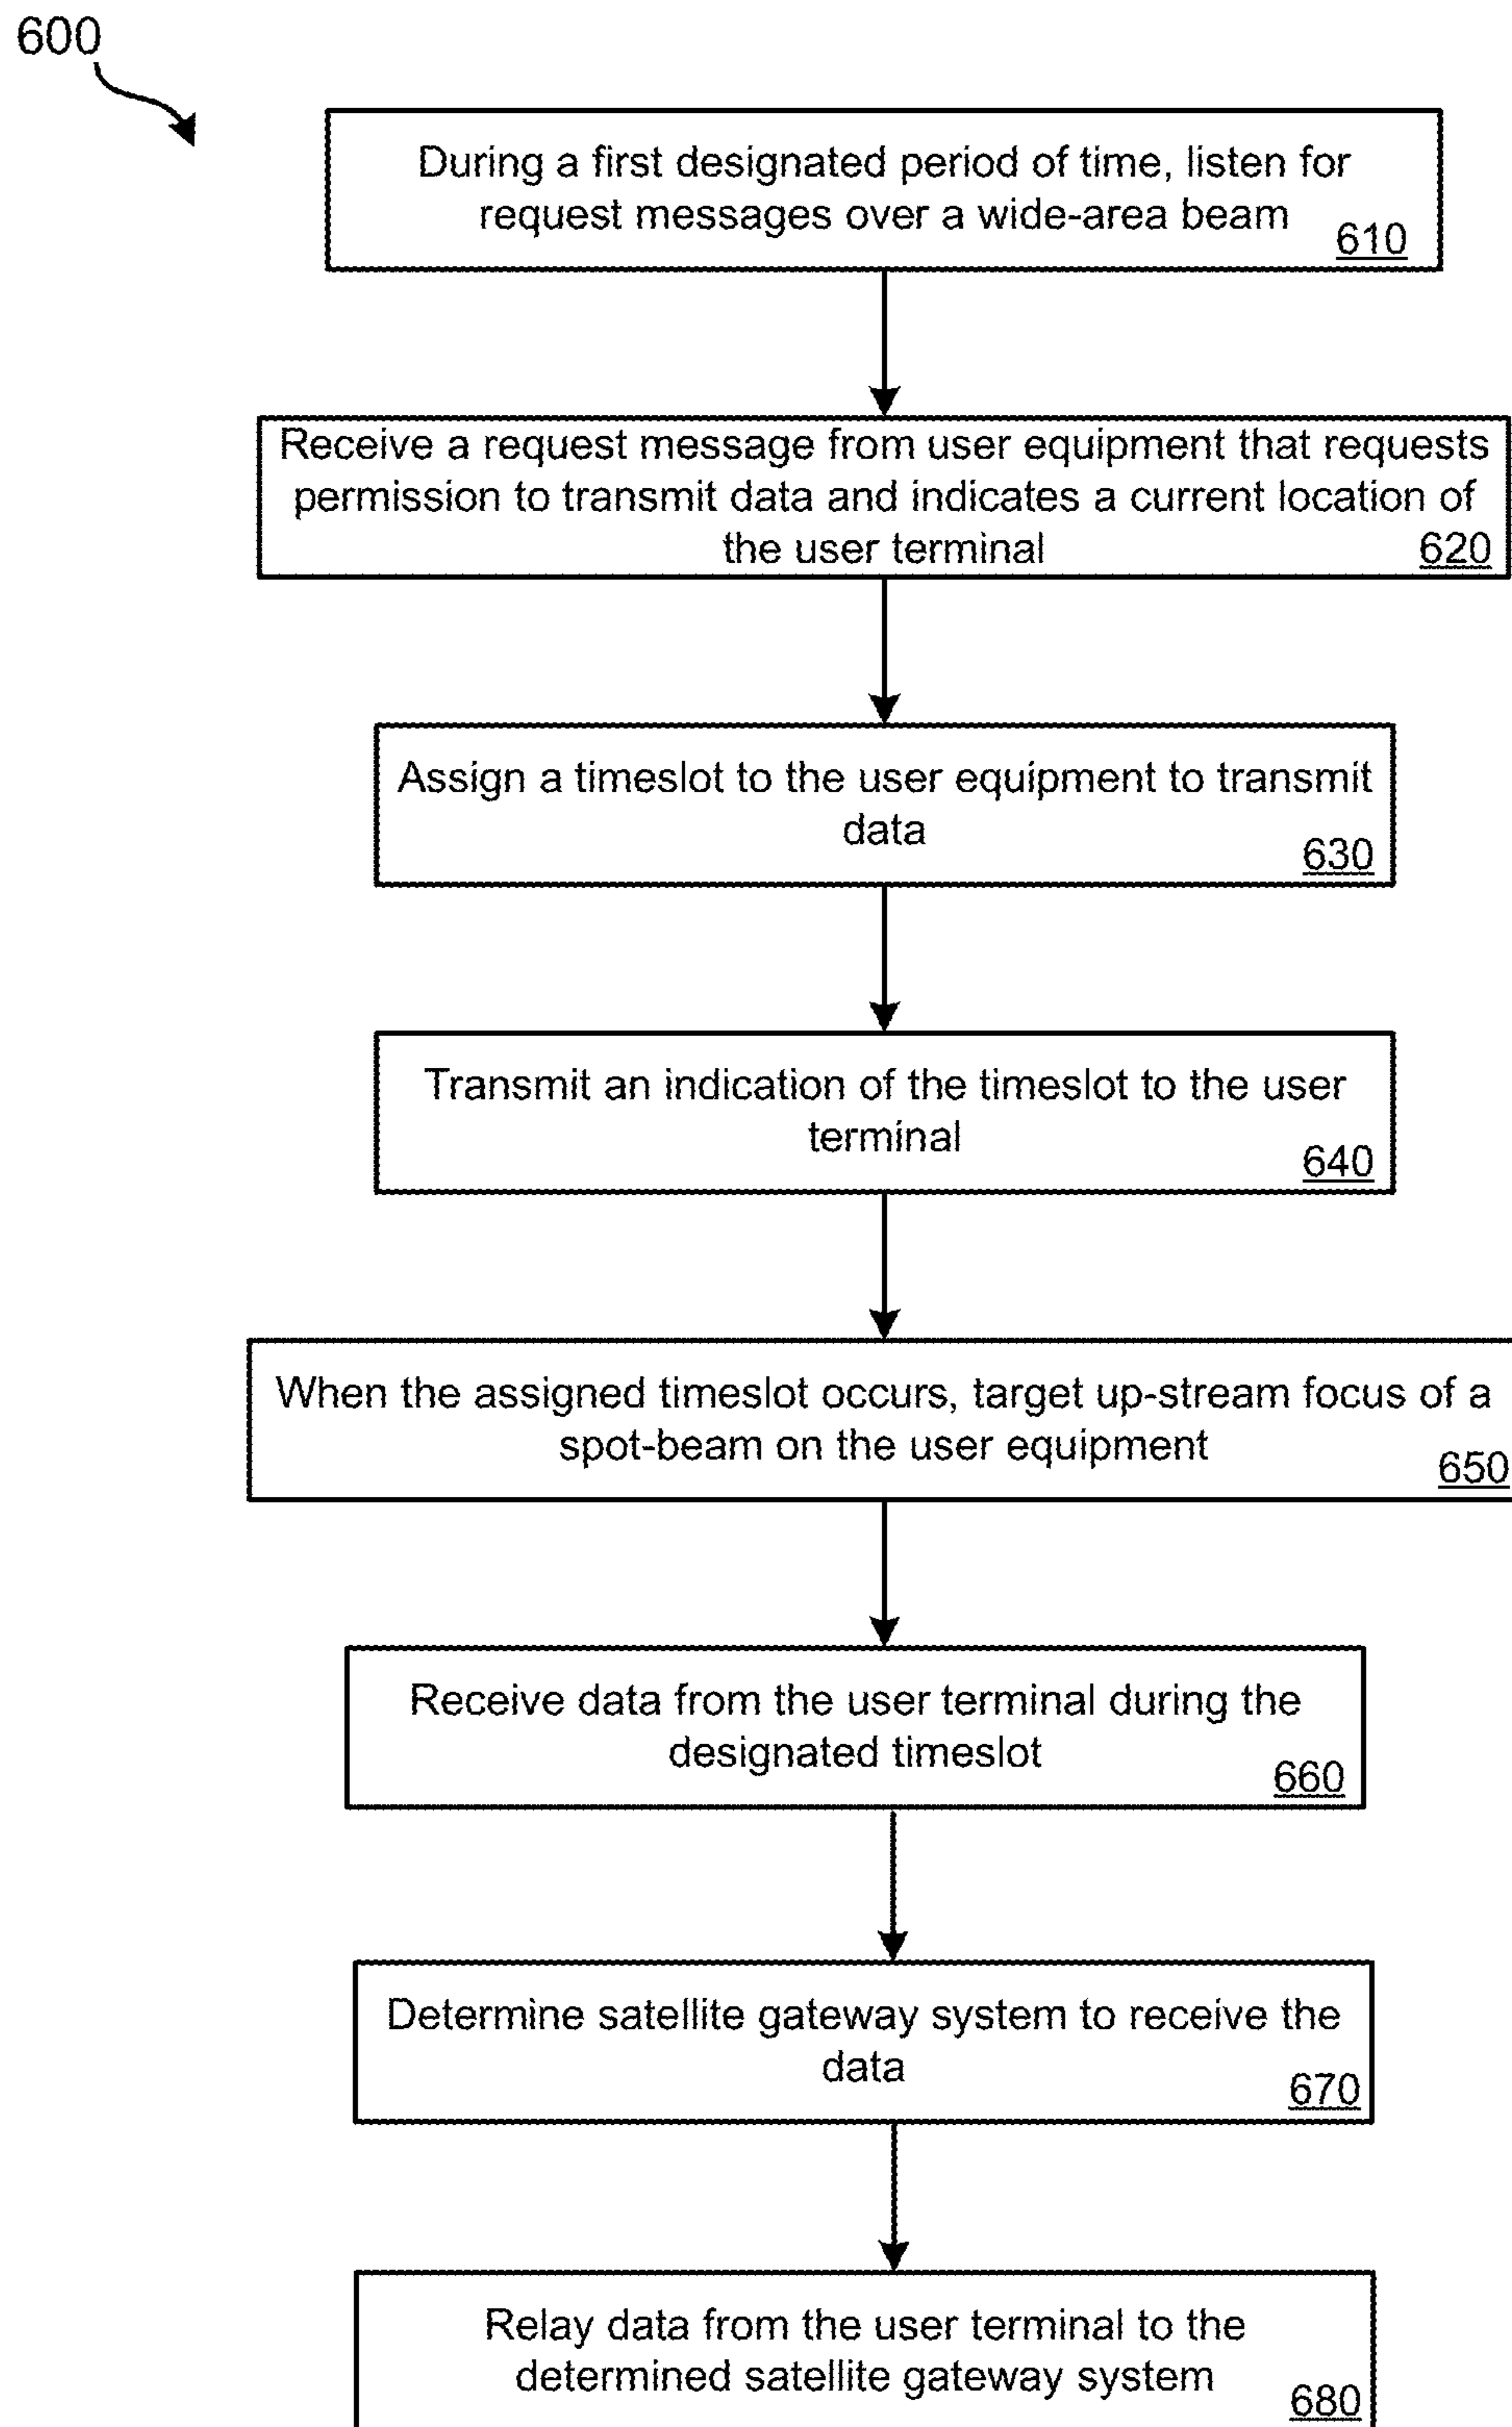 600
During a first designated period of time, listen for
request messages over a wide-area beam
610
Receive a request message from user equipment that requests
permission to transmit data and indicates a current location of
the user terminal
620
Assign a timeslot to the user equipment to transmit
data
630
Transmit an indication of the timeslot to the user
terminal
640
When the assigned timeslot occurs, target up-stream focus of a
spot-beam on the user equipment
650
Receive data from the user terminal during the
designated timeslot
660
Determine satellite gateway system to receive the
data
670
Relay data from the user terminal to the
determined satellite gateway system
680